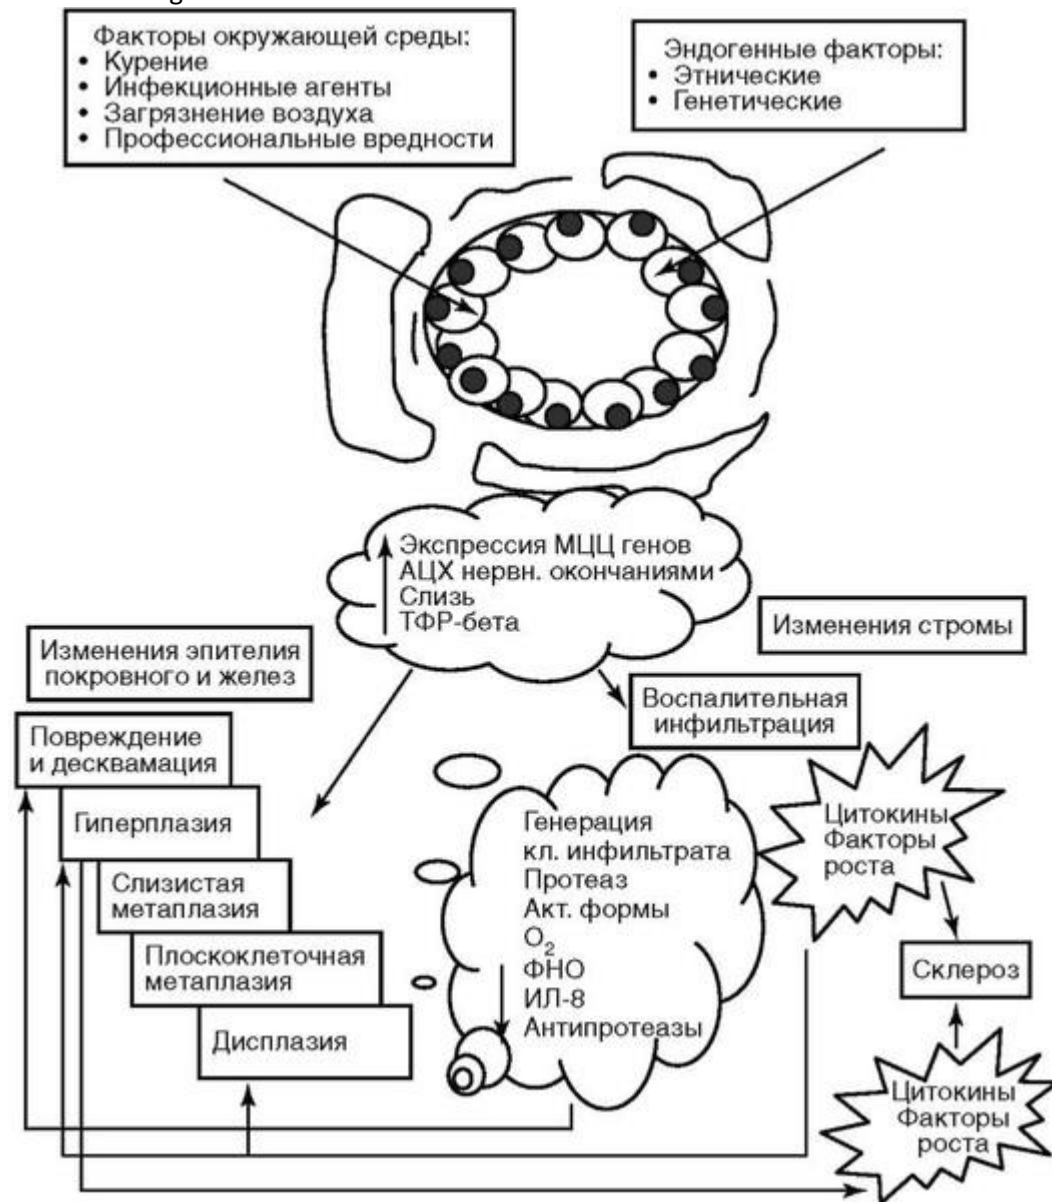 Факторы окружающей среды:
• Курение
• Инфекционные агенты
• Загрязнение воздуха
• Профессиональные вредности
Эндогенные факторы:
• Этнические
• Генетические
Экспрессия МЦЦ генов
АЦХ нервн. окончаниями
Слизь
ТФР-бета
Изменения стромы
Изменения эпителия
покровного и желез
Воспалительная
инфильтрация
Повреждение
и десквамация
Гиперплазия
Слизистая
метаплазия
Плоскоклеточная
метаплазия
Дисплазия
Генерация
кл. инфильтрата
Протеаз
Акт. формы
O₂
ФНО
ИЛ-8
Антипротеазы
Цитокины
Факторы
роста
Склероз
Цитокины
Факторы
роста